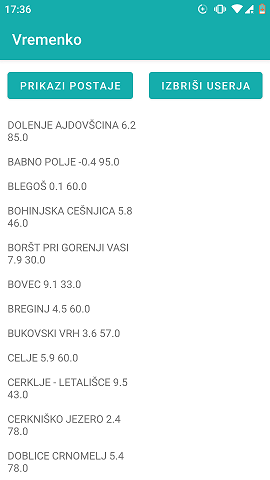 17:36
Vremenko
PRIKAZI POSTAJE
IZBRIŠI USERJA
DOLENJE AJDOVŠČINA 6.2
85.0
BABNO POLJE -0.4 95.0
BLEGOŠ 0.1 60.0
BOHINJSKA CEŠNJICA 5.8
46.0
BORŠT PRI GORENJI VASI
7.9 30.0
BOVEC 9.1 33.0
BREGINJ 4.5 60.0
BUKOVSKI VRH 3.6 57.0
CELJE 5.9 60.0
CERKLJE - LETALIŠCE 9.5
43.0
CERKNIŠKO JEZERO 2.4
78.0
DOBLICE CRNOMELJ 5.4
78.0